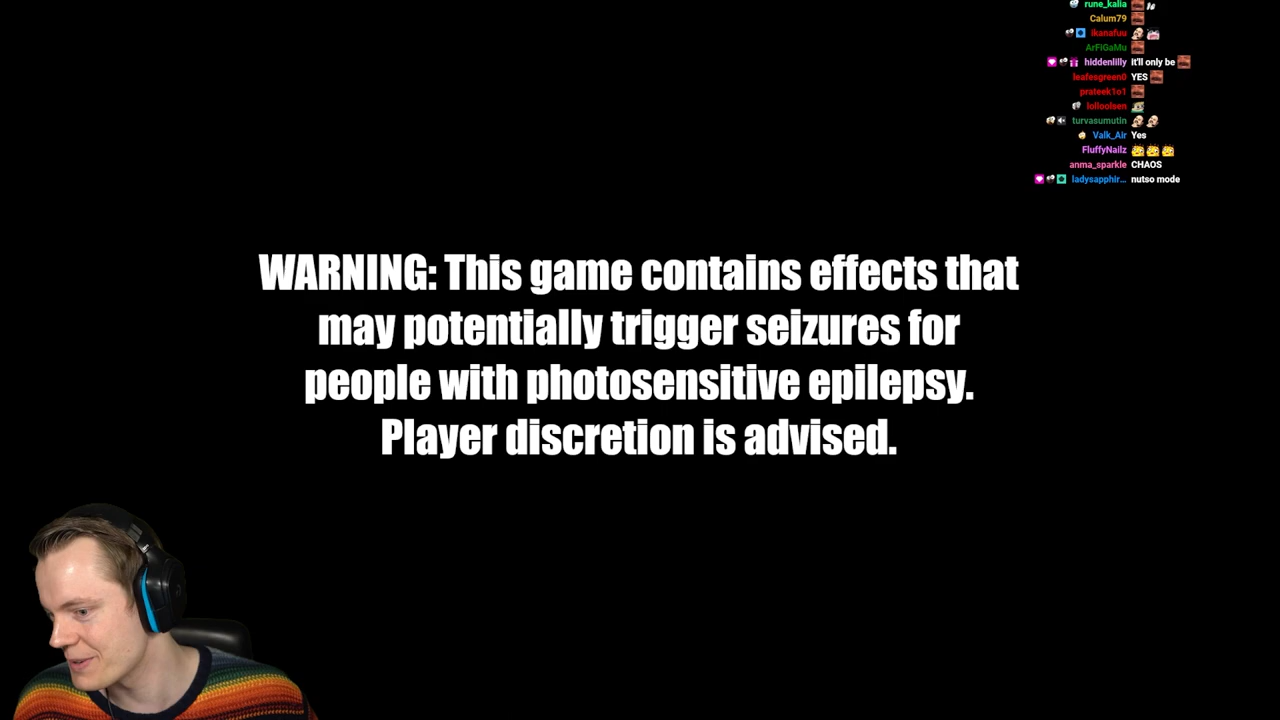 rune_kalia
Calum79
ikanafuu
ArFiGaMu
hiddenlilly it'll only be
leafesgreen0 YES
prateek1o1
lolloolsen
turvasumutin
Valk_Air Yes
FluffyNailz
anma_sparkle CHAOS
ladysapphir... nutso mode
WARNING: This game contains effects that
may potentially trigger seizures for
people with photosensitive epilepsy.
Player discretion is advised.